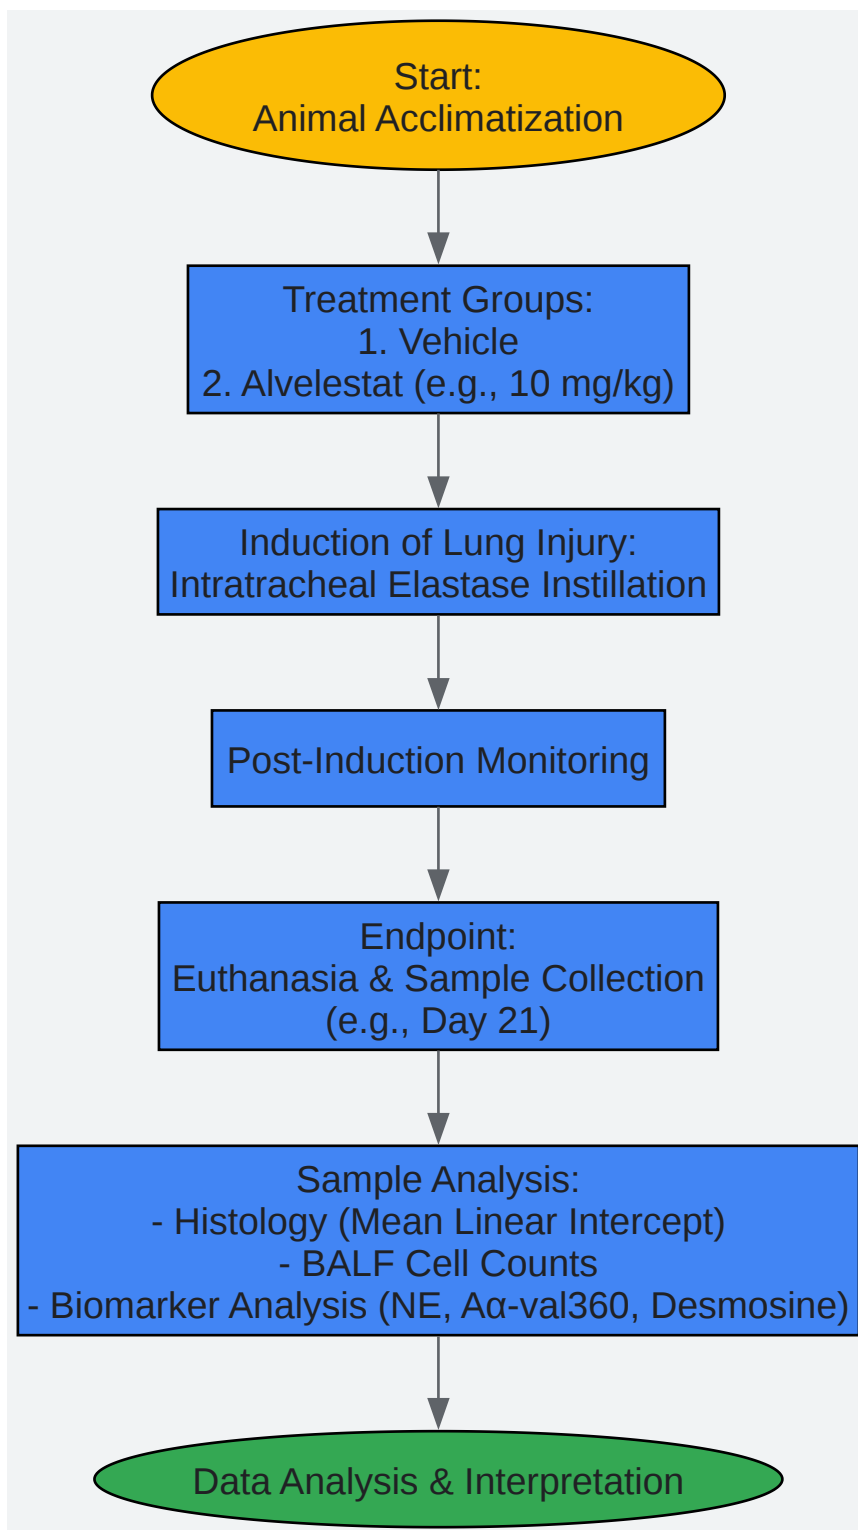 Start:
Animal Acclimatization
Treatment Groups:
1. Vehicle
2. Alvelestat (e.g., 10 mg/kg)
Induction of Lung Injury:
Intratracheal Elastase Instillation
Post-Induction Monitoring
Endpoint:
Euthanasia & Sample Collection
(e.g., Day 21)
Sample Analysis:
- Histology (Mean Linear Intercept)
- BALF Cell Counts
- Biomarker Analysis (NE, Aα-val360, Desmosine)
Data Analysis & Interpretation